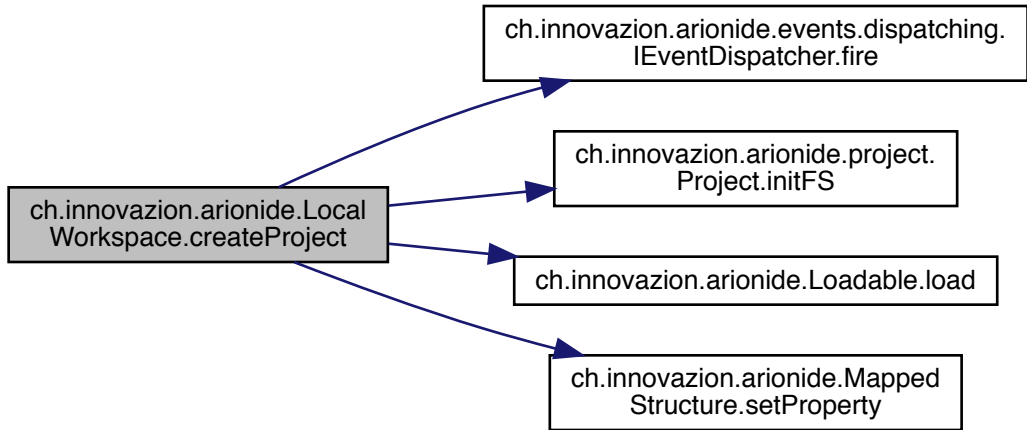 ch.innovazion.arionide.events.dispatching.
IEventDispatcher.fire
ch.innovazion.arionide.project.
Project.initFS
ch.innovazion.arionide.Local
Workspace.createProject
ch.innovazion.arionide.Loadable.load
ch.innovazion.arionide.Mapped
Structure.setProperty